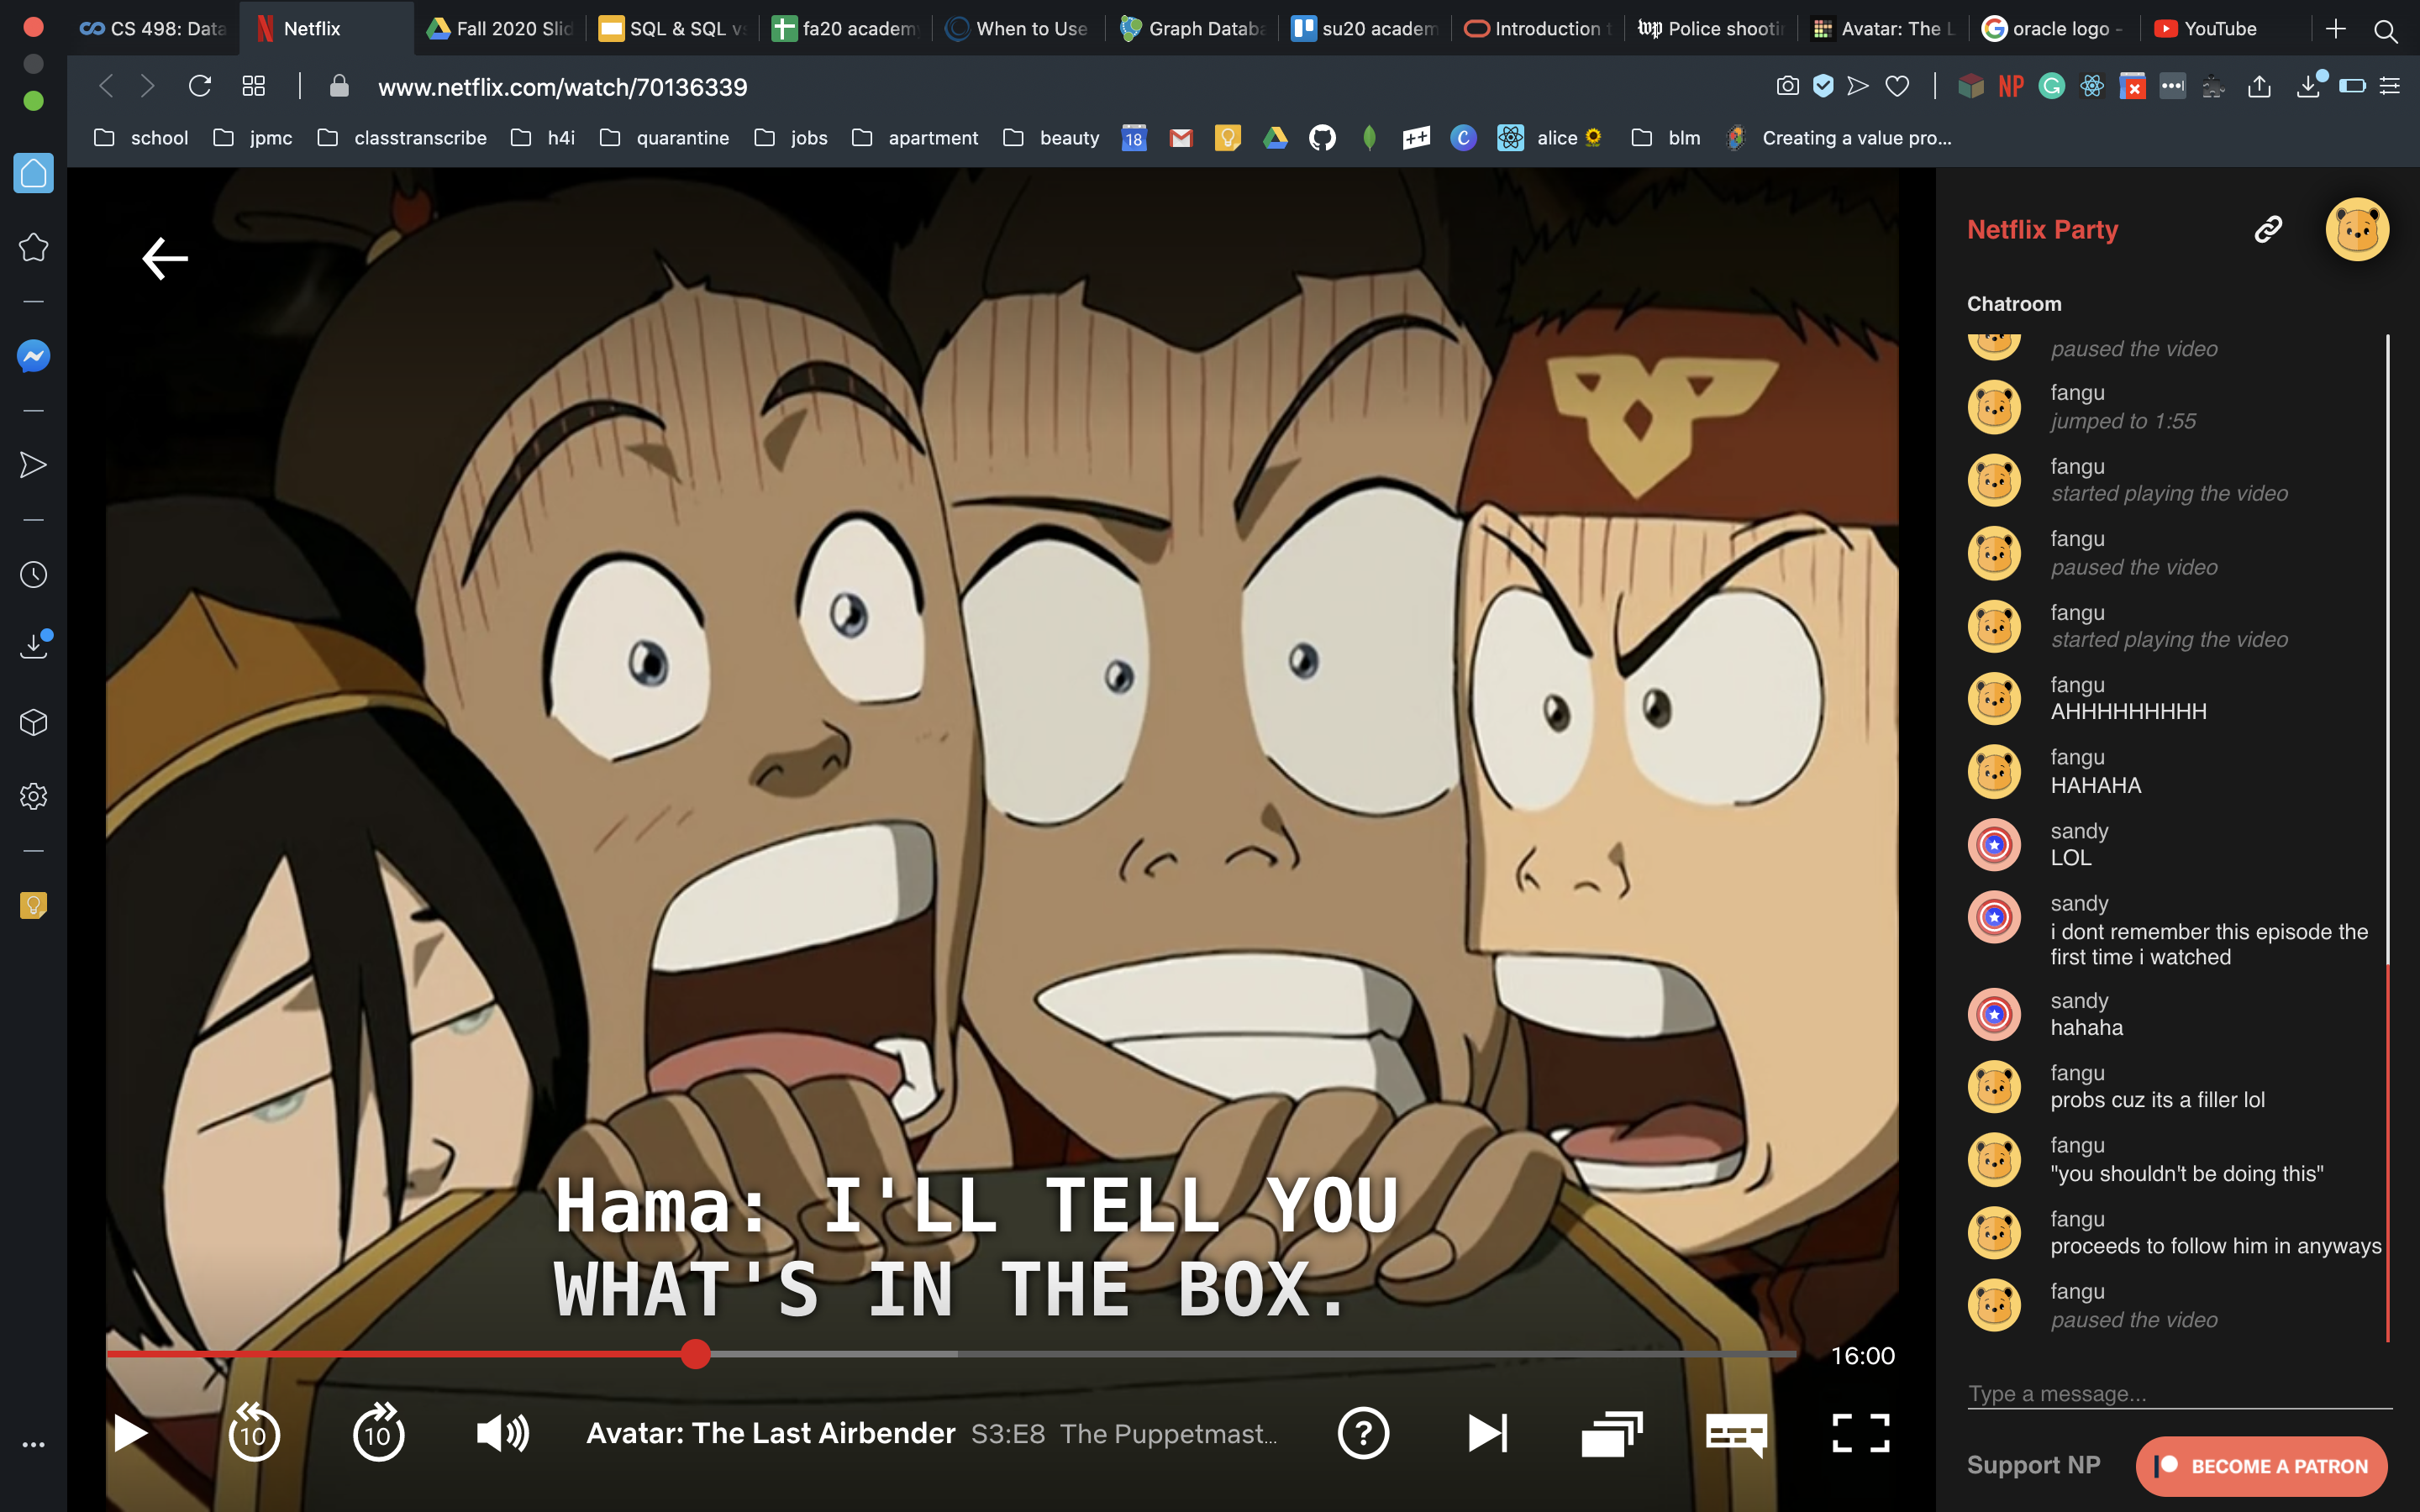 CS 498: Data
Netflix
Fall 2020 Slid
SQL & SQL vs
fa20 academ
When to Use
Graph Databa
su20 academ
Introduction t
wp Police shootin
Avatar: The L
oracle logo -
YouTube
www.netflix.com/watch/70136339
NP
school
jpmc
classtranscribe
h4i
quarantine
jobs
apartment
beauty
18
alice
blm
Creating a value pro...
Netflix Party
Chatroom
paused the video
fangu
jumped to 1:55
fangu
started playing the video
fangu
paused the video
fangu
started playing the video
fangu
AHHHHHHHHH
fangu
HAHAHA
sandy
LOL
sandy
i dont remember this episode the
first time i watched
sandy
hahaha
fangu
probs cuz its a filler lol
fangu
"you shouldn't be doing this"
fangu
proceeds to follow him in anyways
fangu
paused the video
Type a message...
Support NP
BECOME A PATRON
Hama: I'LL TELL YOU
WHAT'S IN THE BOX.
16:00
10
10
Avatar: The Last Airbender S3:E8 The Puppetmast...
?